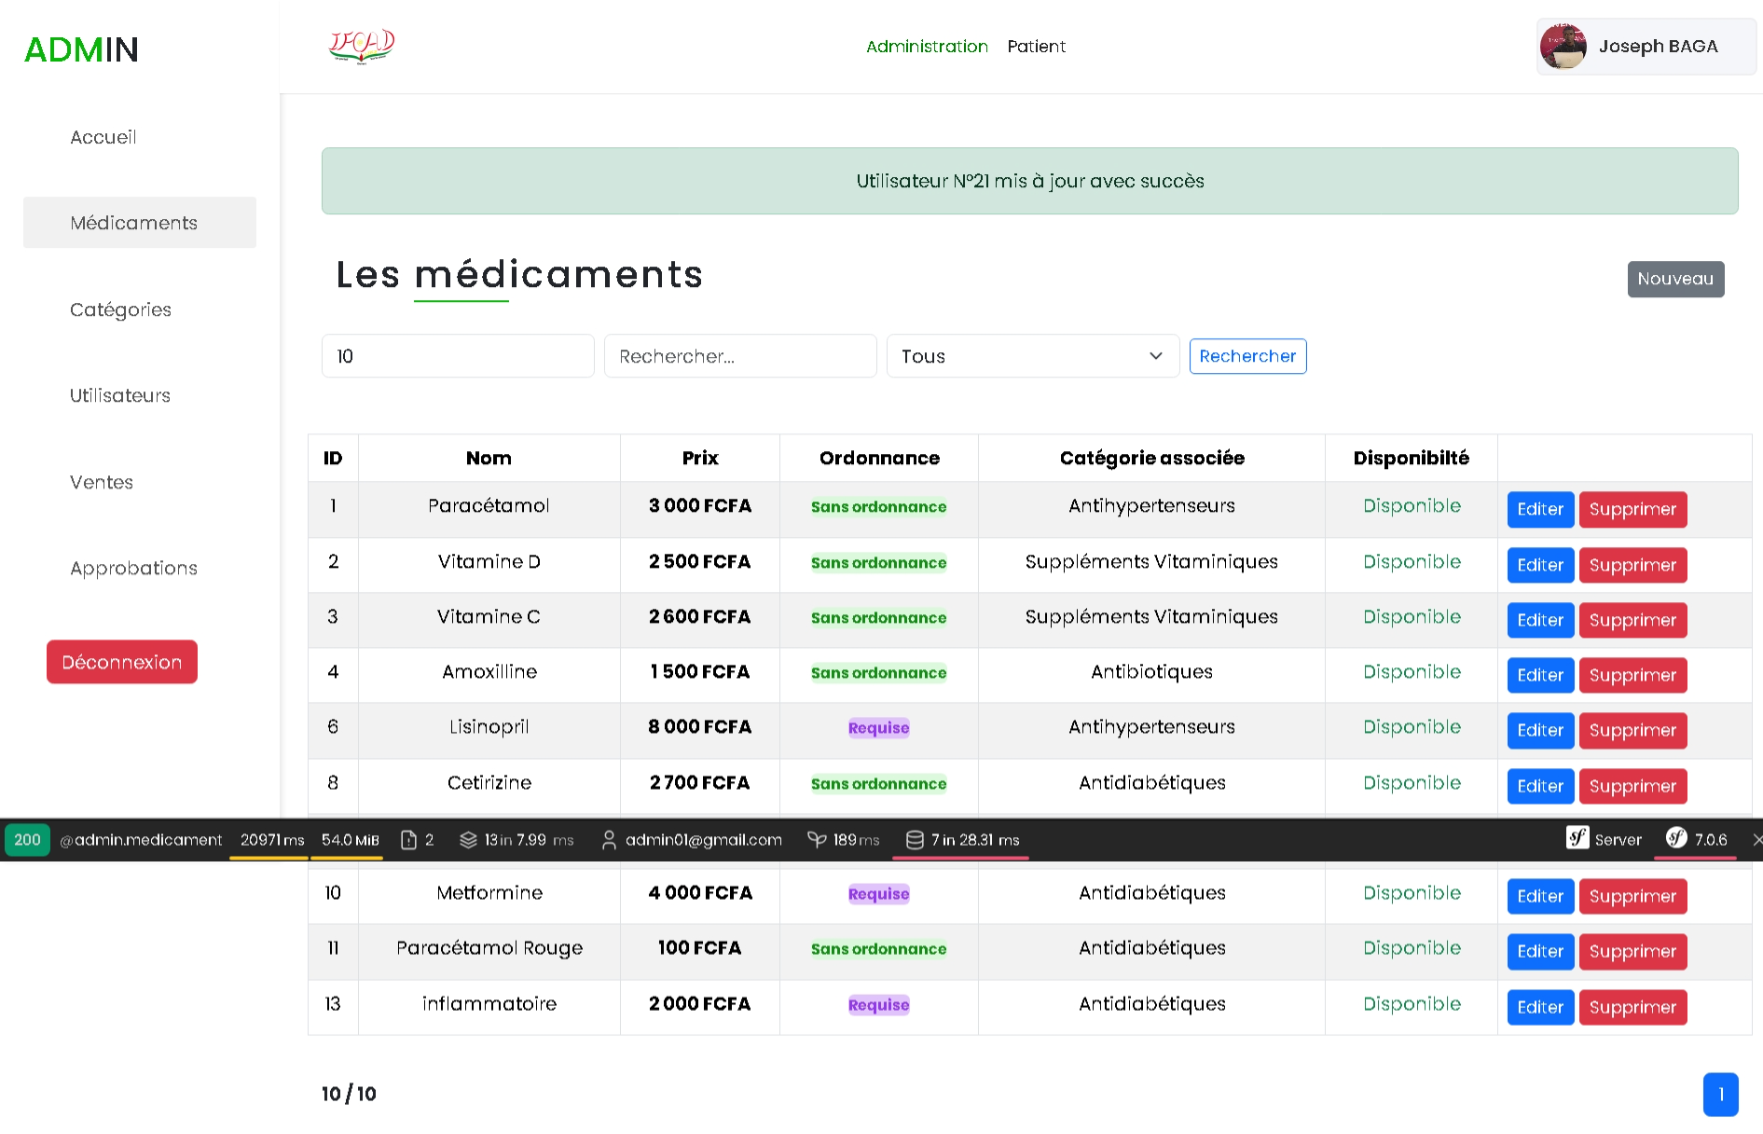 ADMIN
IFCAD
Administration Patient
Joseph BAGA
Accueil
Médicaments
Catégories
Utilisateurs
Ventes
Approbations
Déconnexion
Utilisateur N°21 mis à jour avec succès
Les médicaments
Nouveau
10 Rechercher... Tous Rechercher
ID Nom Prix Ordonnance Catégorie associée Disponibilté
1 Paracétamol 3 000 FCFA Sans ordonnance Antihypertenseurs Disponible Editer Supprimer
2 Vitamine D 2 500 FCFA Sans ordonnance Suppléments Vitaminiques Disponible Editer Supprimer
3 Vitamine C 2 600 FCFA Sans ordonnance Suppléments Vitaminiques Disponible Editer Supprimer
4 Amoxilline 1 500 FCFA Sans ordonnance Antibiotiques Disponible Editer Supprimer
6 Lisinopril 8 000 FCFA Requise Antihypertenseurs Disponible Editer Supprimer
8 Cetirizine 2 700 FCFA Sans ordonnance Antidiabétiques Disponible Editer Supprimer
200 @admin.medicament 20971 ms 54.0 MiB 2 13 in 7.99 ms admin01@gmail.com 189 ms 7 in 28.31 ms sf Server sf 7.0.6
10 Metformine 4 000 FCFA Requise Antidiabétiques Disponible Editer Supprimer
11 Paracétamol Rouge 100 FCFA Sans ordonnance Antidiabétiques Disponible Editer Supprimer
13 inflammatoire 2 000 FCFA Requise Antidiabétiques Disponible Editer Supprimer
10 / 10
1